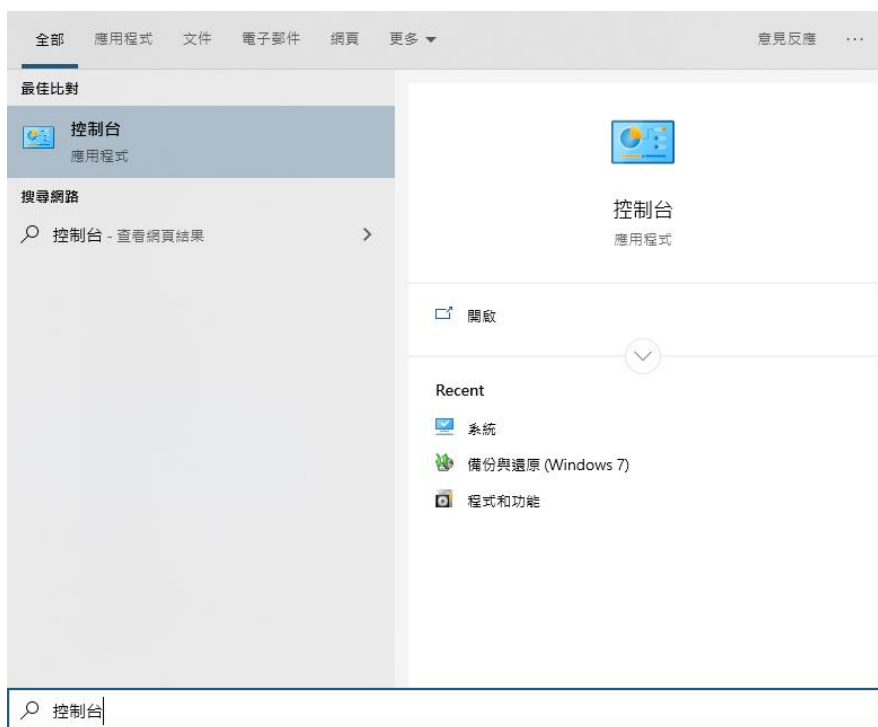 全部 應用程式 文件 電子郵件 網頁 更多 意見反應 ...
最佳比對
控制台
應用程式
搜尋網路
控制台 - 查看網頁結果
控制台
應用程式
開啟
Recent
系統
備份與還原 (Windows 7)
程式和功能
控制台